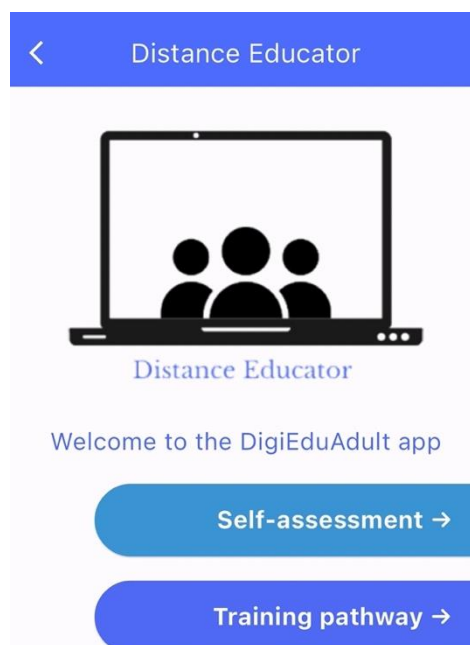 Distance Educator
Distance Educator
Welcome to the DigiEduAdult app
Self-assessment →
Training pathway →